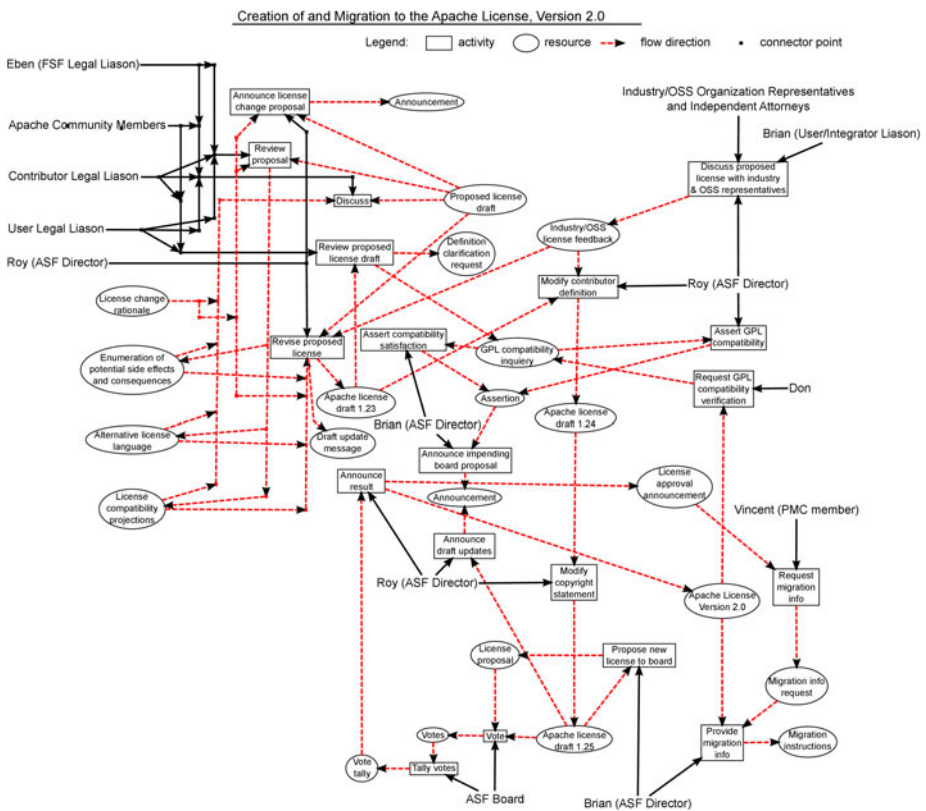 Creation of and Migration to the Apache License, Version 2.0
Legend:
activity
resource
flow direction
connector point
Eben (FSF Legal Liason)
Announce license
change proposal
Announcement
Industry/OSS Organization Representatives
and Independent Attorneys
Apache Community Members
Brian (User/Integrator Liason)
Review
proposal
Contributor Legal Liason
Discuss proposed
license with industry
& OSS representatives
Discuss
Proposed license
draft
User Legal Liason
Industry/OSS
license feedback
Review proposed
license draft
Definition
clarification
request
Roy (ASF Director)
Modify contributor
definition
Roy (ASF Director)
License change
rationale
Revise proposed
license
Assert compatibility
satisfaction
GPL compatibility
inquiery
Assert GPL
compatibility
Enumeration of
potential side effects
and consequences
Request GPL
compatibility
verification
Don
Apache license
draft 1.23
Assertion
Apache license
draft 1.24
Brian (ASF Director)
Alternative license
language
Draft update
message
Announce impending
board proposal
Announce
result
License
approval
announcement
License
compatibility
projections
Announcement
Vincent (PMC member)
Announce
draft updates
Roy (ASF Director)
Modify
copyright
statement
Request
migration
info
Apache License
Version 2.0
License
proposal
Propose new
license to board
Migration info
request
Votes
Vote
Apache license
draft 1.25
Provide
migration
info
Migration
instructions
Vote
tally
Tally votes
ASF Board
Brian (ASF Director)